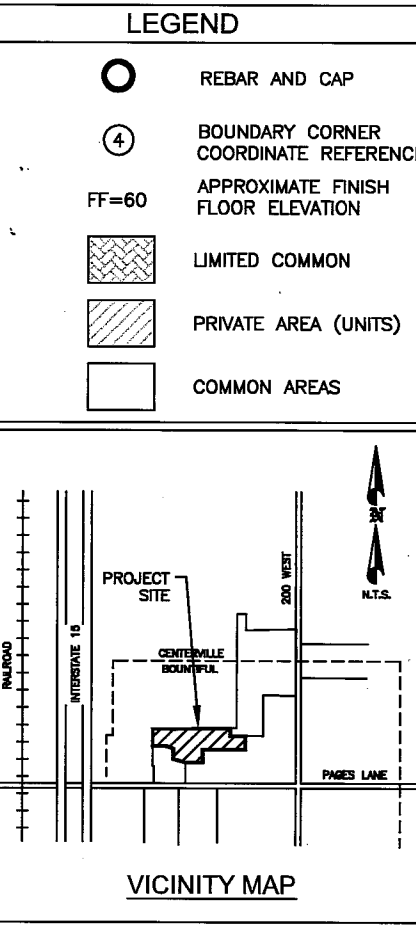 LEGEND
REBAR AND CAP
4
BOUNDARY CORNER
COORDINATE REFERENCE
FF=60
APPROXIMATE FINISH
FLOOR ELEVATION
LIMITED COMMON
PRIVATE AREA (UNITS)
COMMON AREAS
PROJECT
SITE
200 WEST
N.T.S.
RAILROAD
INTERSTATE 15
CENTERVILLE
BOUNTIFUL
PAGES LANE
VICINITY MAP